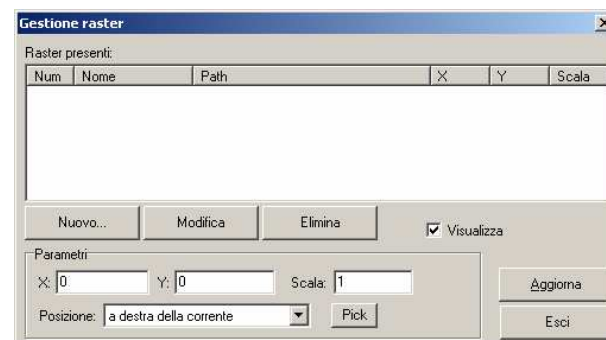 Gestione raster
Raster presenti:
Num Nome Path X Y Scala
Nuovo... Modifica Elimina Visualizza
Parametri
X: 0 Y: 0 Scala: 1
Aggiorna
Posizione: a destra della corrente Pick
Esci